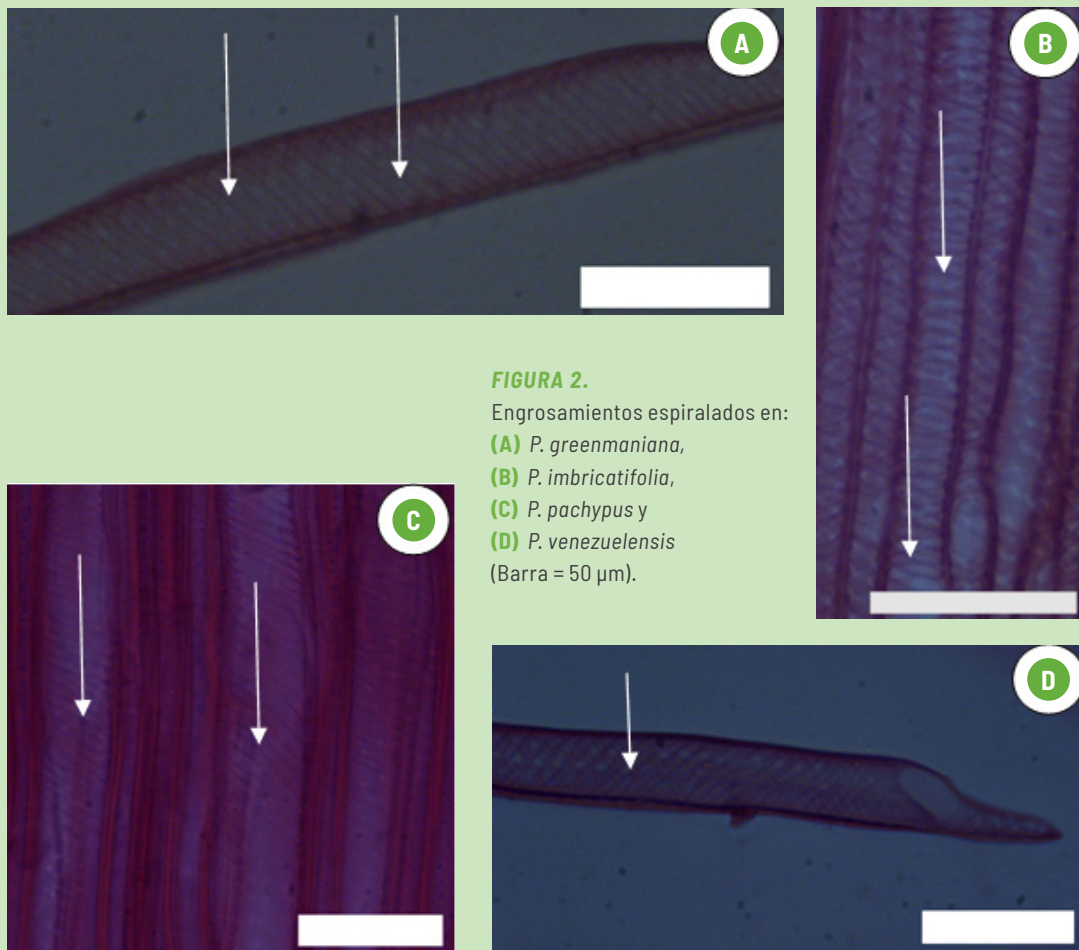 A
B
FIGURA 2.
Engrosamientos espiralados en:
(A) P. greenmaniana,
(B) P. imbricatifolia,
(C) P. pachypus y
(D) P. venezuelensis
(Barra = 50 µm).
C
D